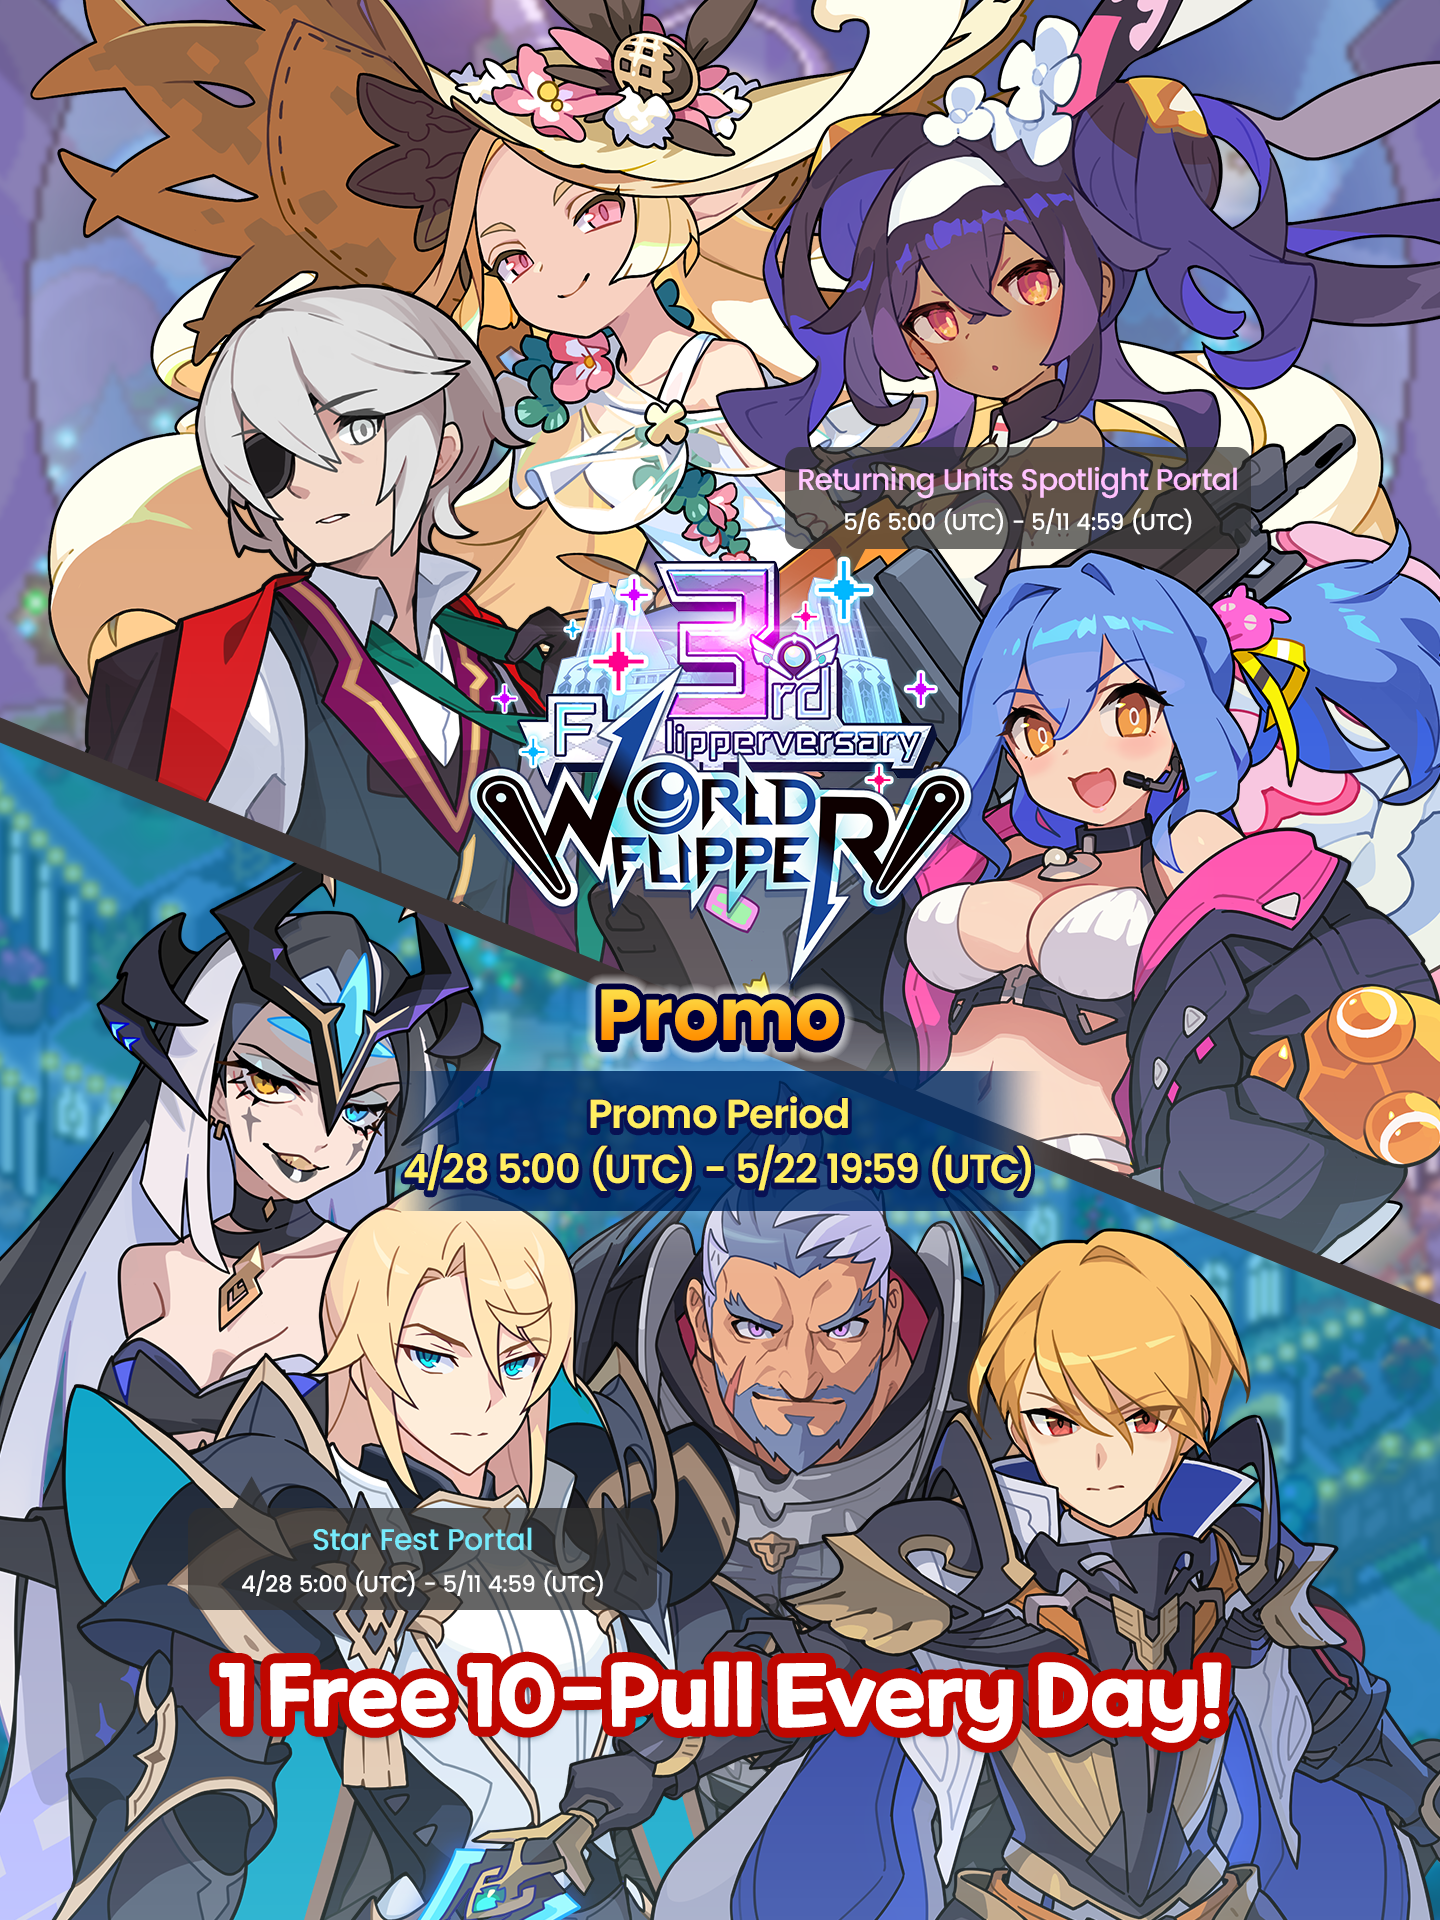 Returning Units Spotlight Portal
5/6 5:00 (UTC) - 5/11 4:59 (UTC)
3rd
Flipperversary
WORLD
FLIPPER
Promo
Promo Period
4/28 5:00 (UTC) - 5/22 19:59 (UTC)
Star Fest Portal
4/28 5:00 (UTC) - 5/11 4:59 (UTC)
1 Free 10-Pull Every Day!